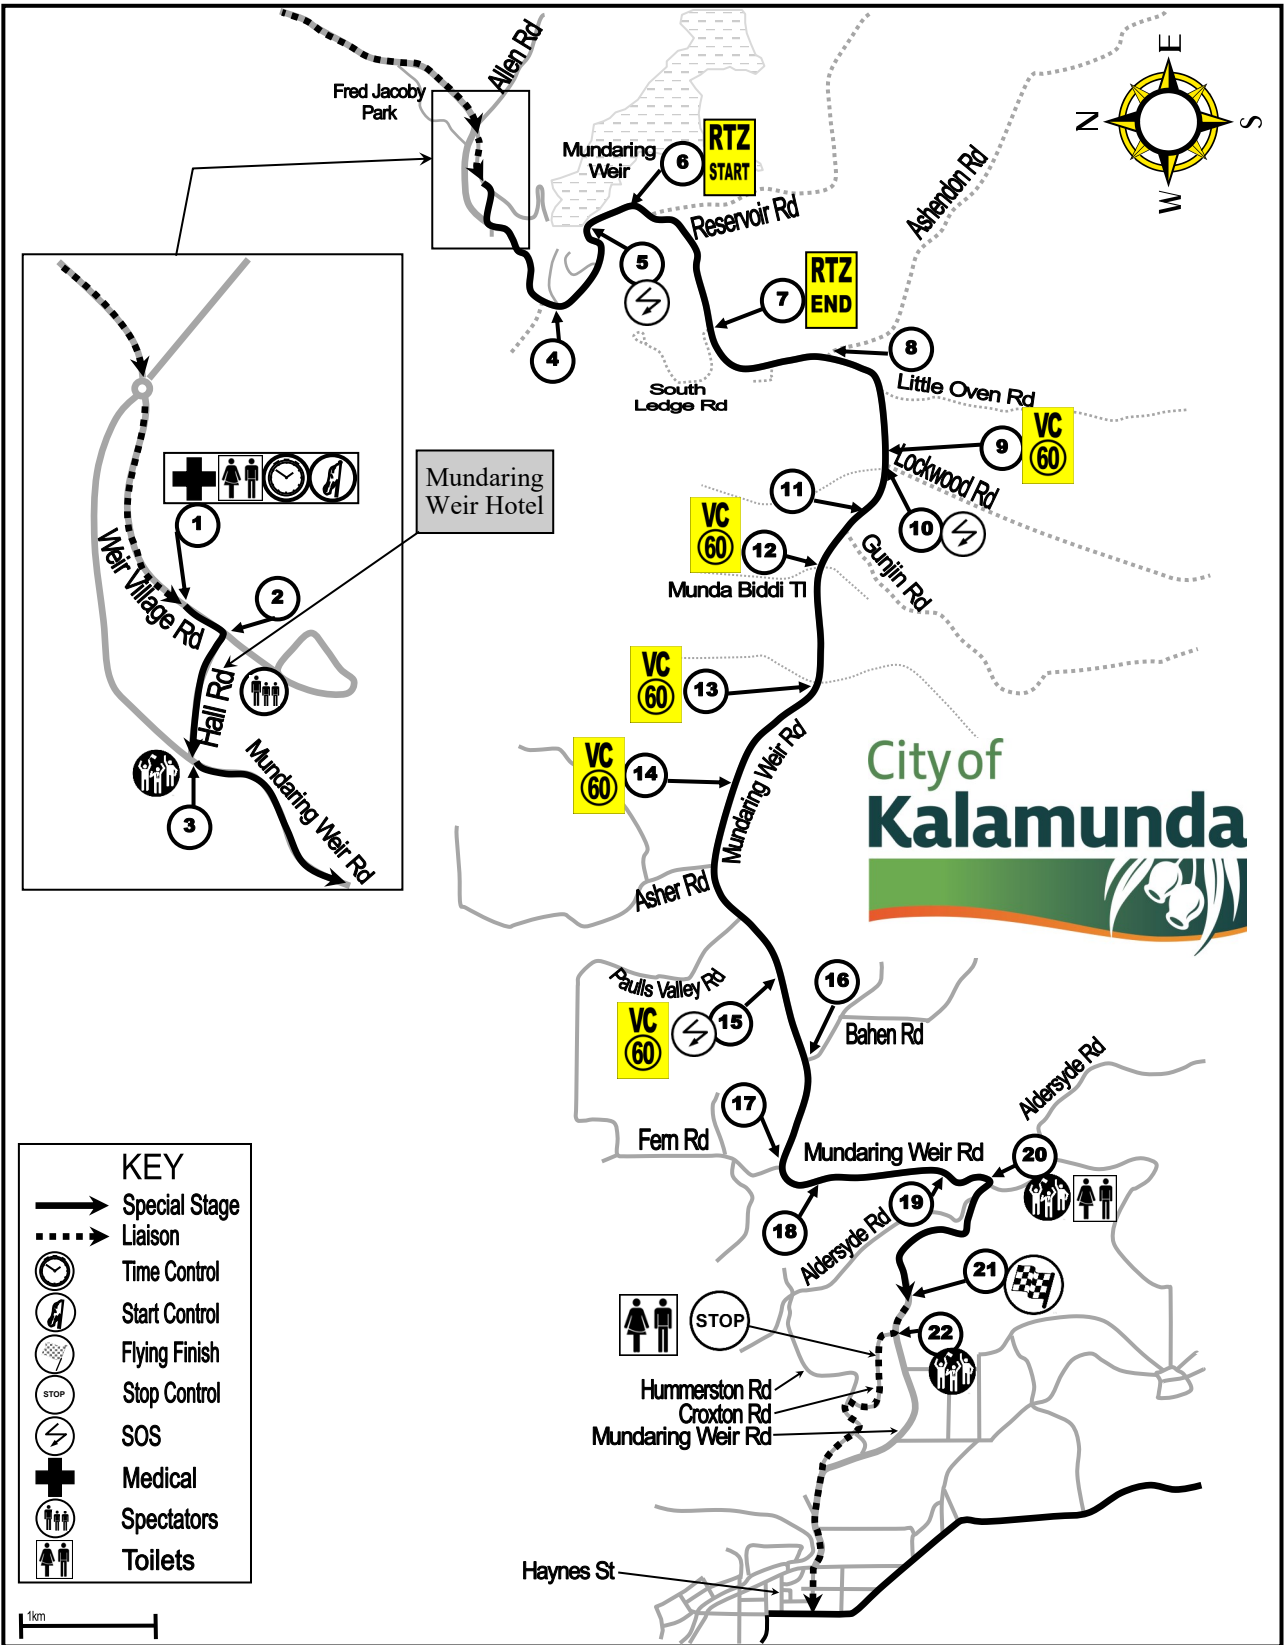 Allen Rd
Fred Jacoby
Park
Mundaring
Weir
6
RTZ
START
E
N
S
W
Ashendon Rd
Reservoir Rd
5
7
RTZ
END
4
8
South
Ledge Rd
Little Oven Rd
9
VC
60
Lockwood Rd
10
11
VC
60
12
Gunjin Rd
Munda Biddi Tl
Mundaring
Weir Hotel
1
2
Weir Village Rd
Hall Rd
3
Mundaring Weir Rd
VC
60
13
VC
60
14
Mundaring Weir Rd
City of
Kalamunda
Asher Rd
Paulls Valley Rd
VC
60
15
16
Bahen Rd
Aldersyde Rd
17
Fern Rd
Mundaring Weir Rd
20
19
18
Aldersyde Rd
21
STOP
22
Hummerston Rd
Croxton Rd
Mundaring Weir Rd
Haynes St
KEY
Special Stage
Liaison
Time Control
Start Control
Flying Finish
STOP
Stop Control
SOS
Medical
Spectators
Toilets
1km